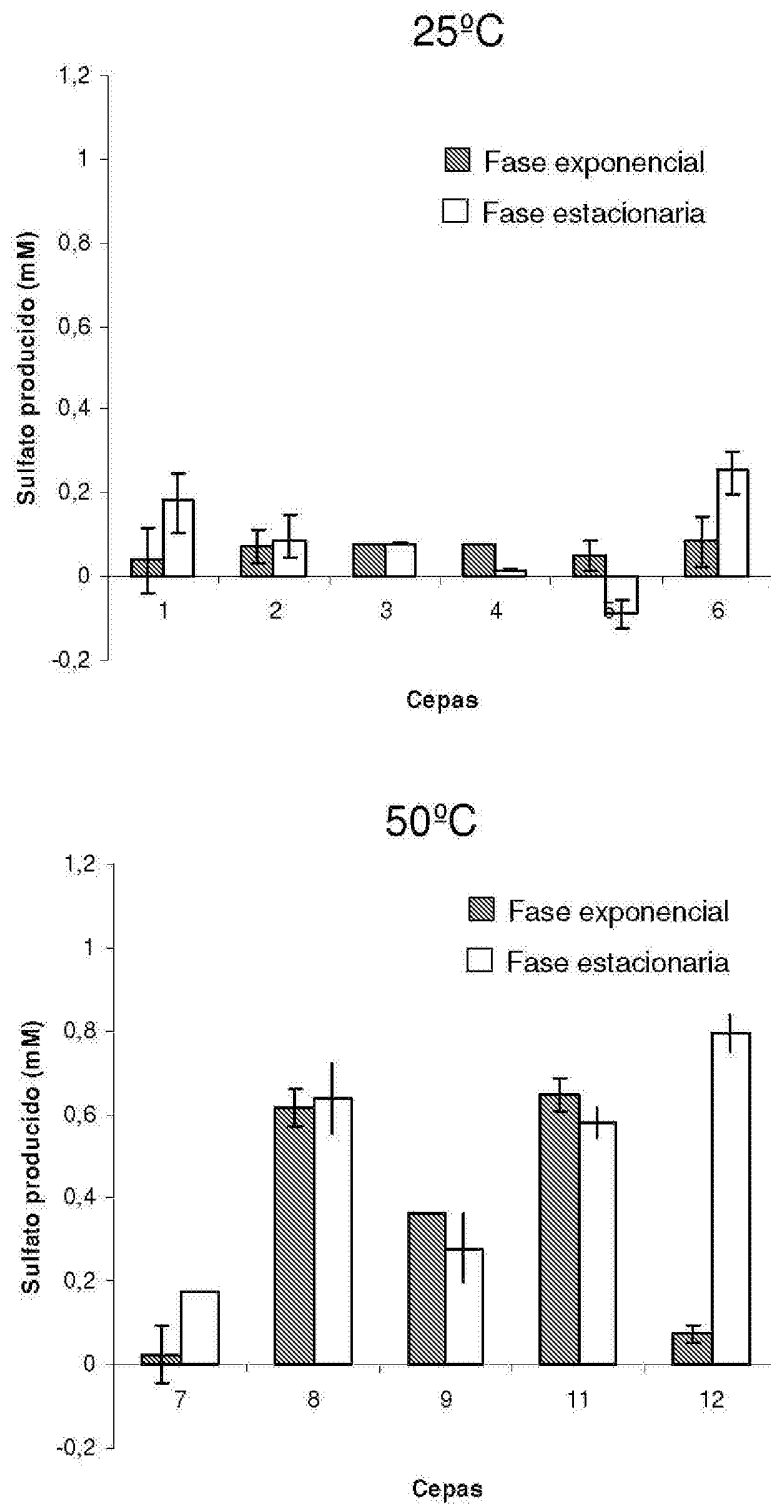 25ºC
1,2
1
0,8
0,6
0,4
0,2
0
-0,2
Sulfato producido (mM)
Fase exponencial
Fase estacionaria
1 2 3 4 5 6
Cepas
50ºC
1,2
1
0,8
0,6
0,4
0,2
0
-0,2
Sulfato producido (mM)
Fase exponencial
Fase estacionaria
7 8 9 11 12
Cepas